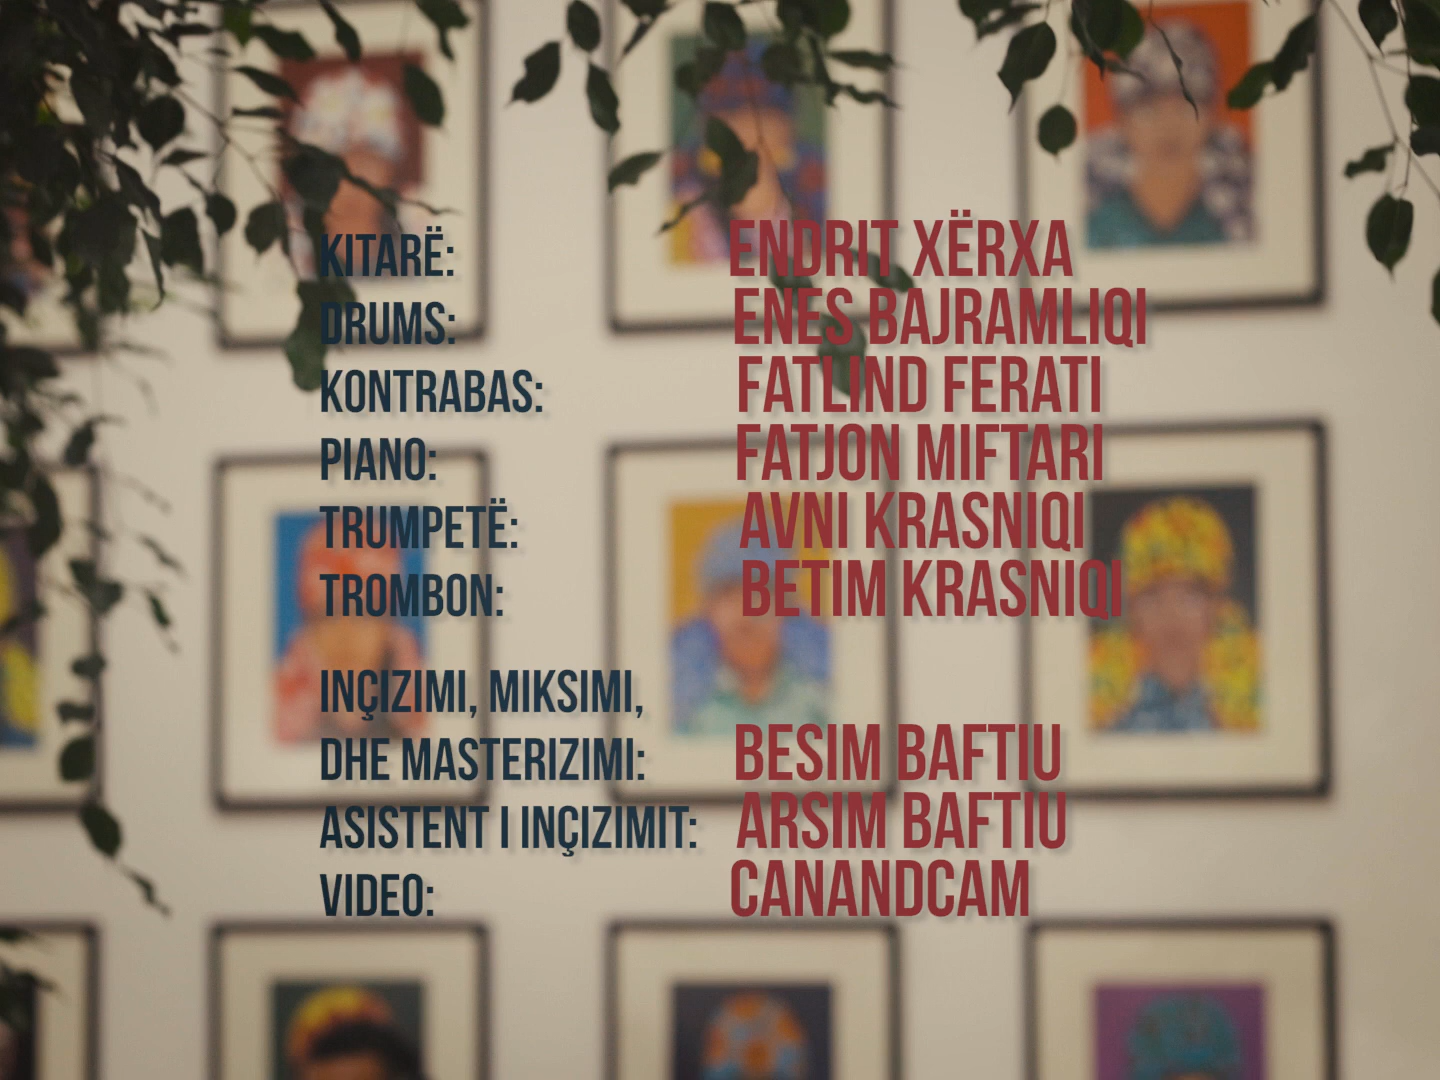 KITARË: ENDRIT XËRXA
DRUMS: ENES BAJRAMLIQI
KONTRABAS: FATLIND FERATI
PIANO: FATJON MIFTARI
TRUMPETË: AVNI KRASNIQI
TROMBON: BETIM KRASNIQI
INÇIZIMI, MIKSIMI,
DHE MASTERIZIMI: BESIM BAFTIU
ASISTENT I INÇIZIMIT: ARSIM BAFTIU
VIDEO: CANANDCAM